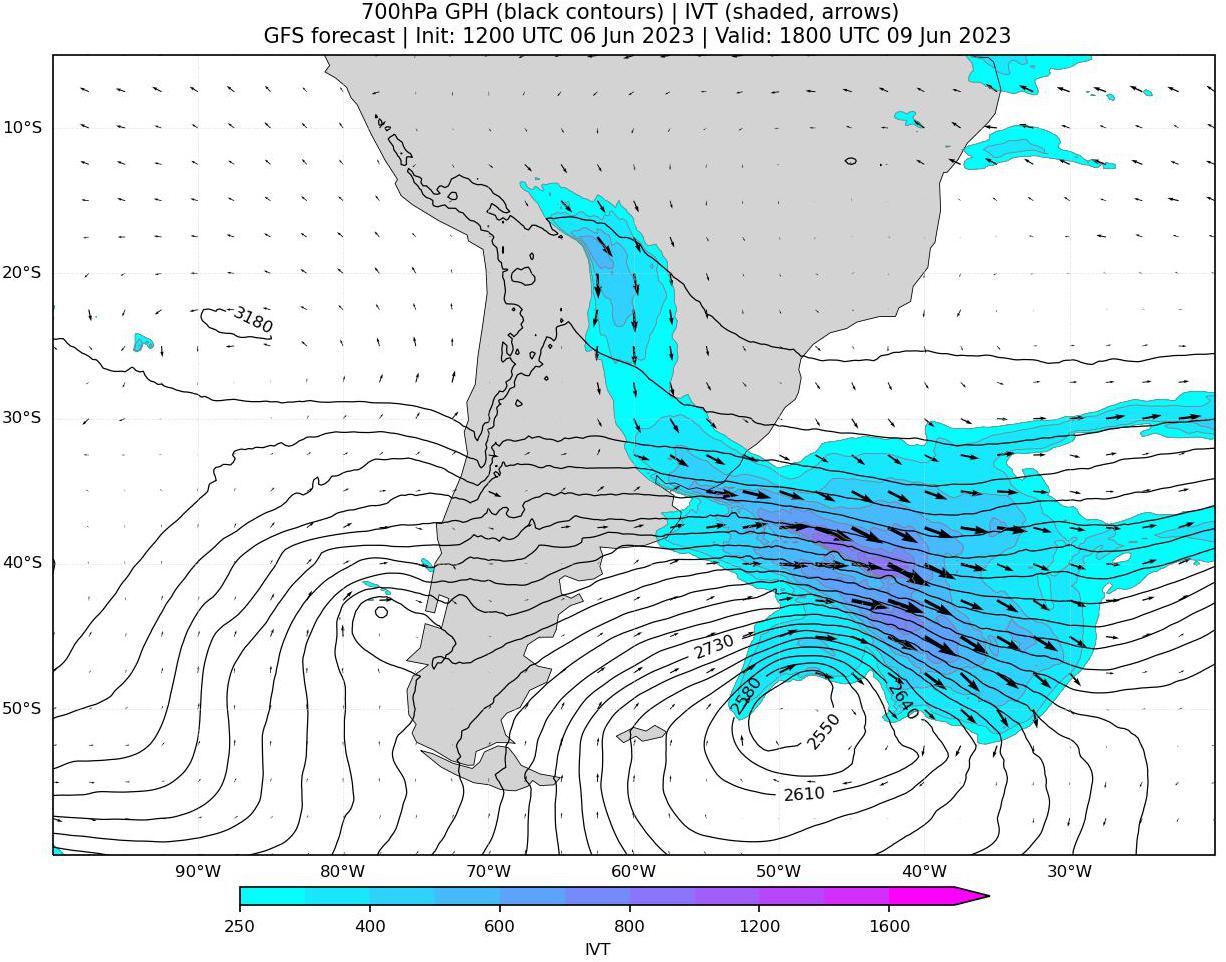 700hPa GPH (black contours) | IVT (shaded, arrows)
GFS forecast | Init: 1200 UTC 06 Jun 2023 | Valid: 1800 UTC 09 Jun 2023
10°S
20°S
3180
30°S
40°S
2730
2580
2640
50°S
2550
2610
90°W 80°W 70°W 60°W 50°W 40°W 30°W
250 400 600 800 1200 1600
IVT